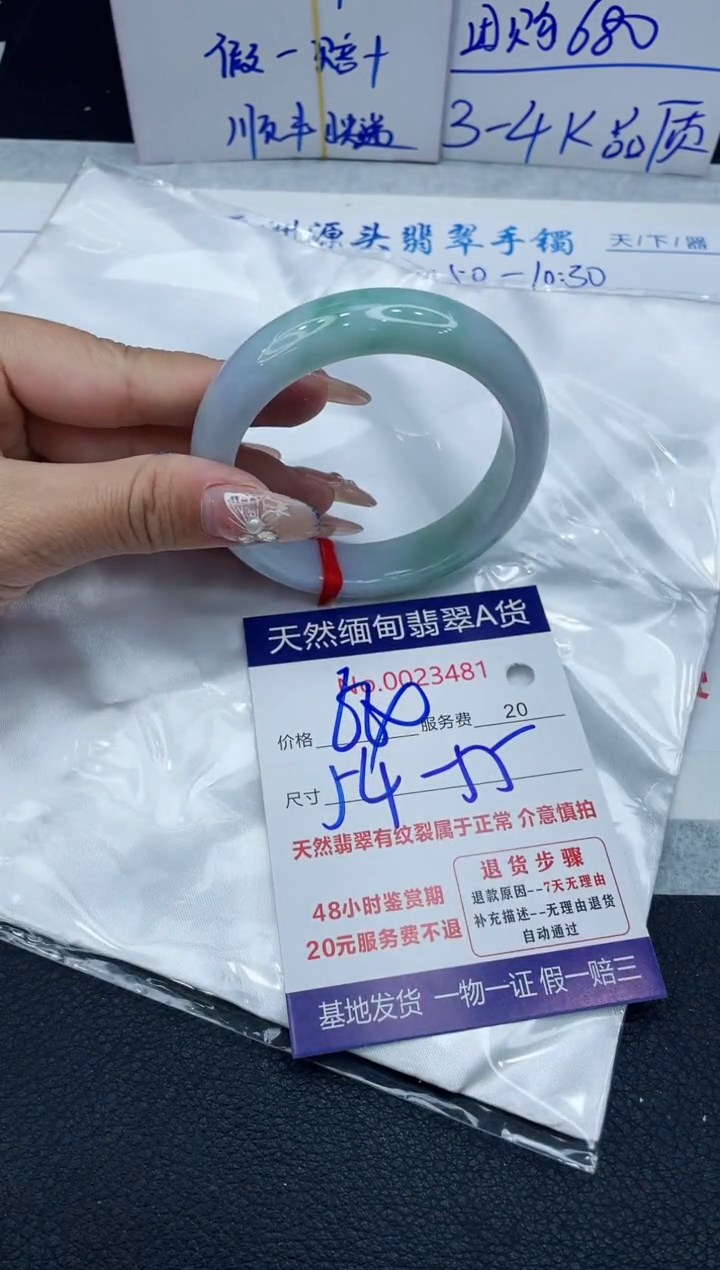 假一赔十
顺丰快递
团购680
3-4K品质
源头翡翠手镯
天/下/器
50-10:30
天然缅甸翡翠A货
No.0023481
价格 680 服务费 20
尺寸 54-55
天然翡翠有纹裂属于正常 介意慎拍
48小时鉴赏期
20元服务费不退
退货步骤
退款原因--7天无理由
补充描述--无理由退货
自动通过
基地发货 一物一证 假一赔三